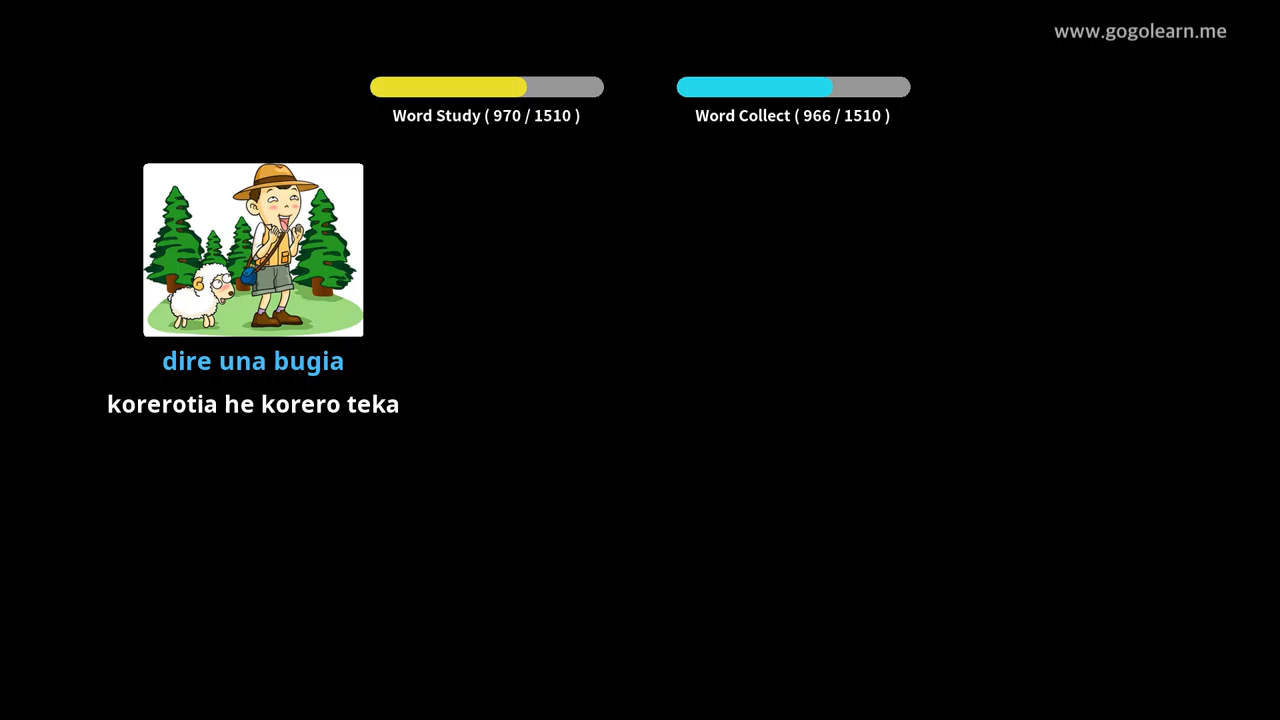 www.gogolearn.me
Word Study ( 970 / 1510 )
Word Collect ( 966 / 1510 )
dire una bugia
korerotia he korero teka